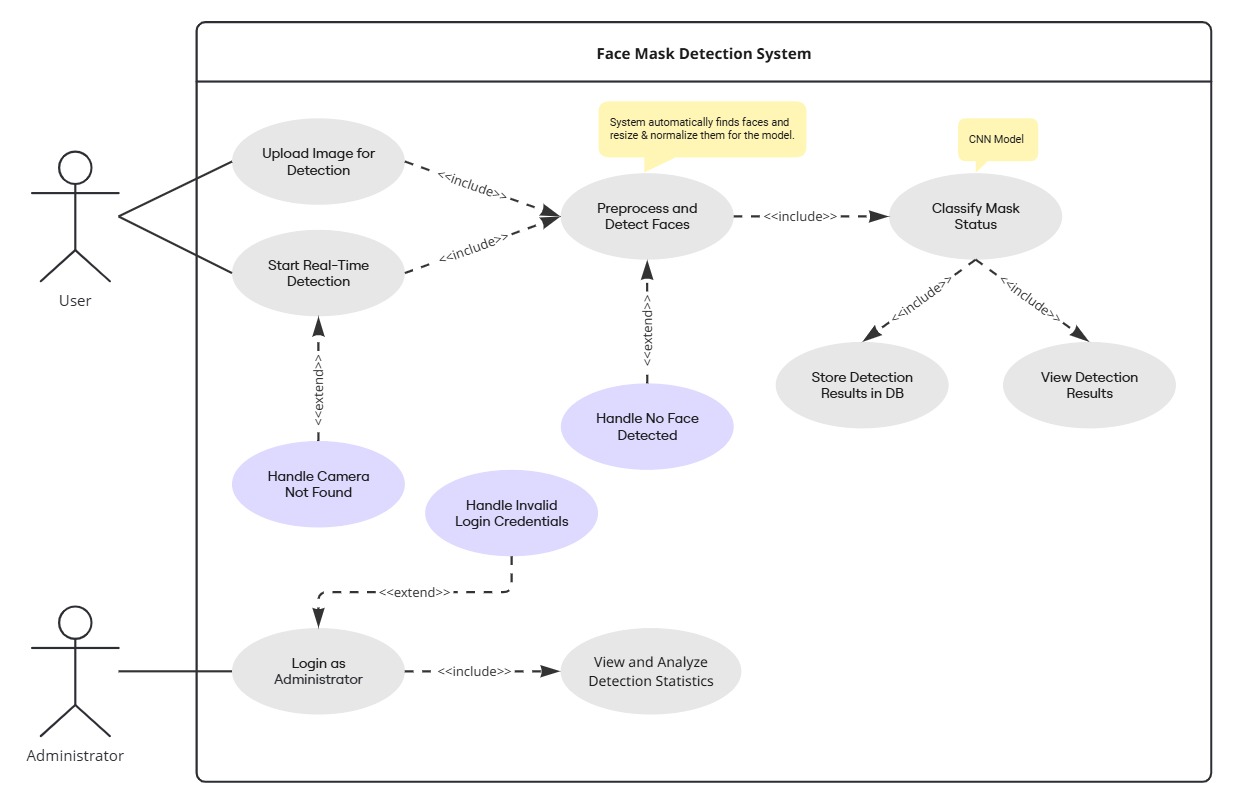 Face Mask Detection System
System automatically finds faces and
resize & normalize them for the model.
CNN Model
Upload Image for
Detection
<<include>>
Preprocess and
Detect Faces
<<include>>
Classify Mask
Status
User
Start Real-Time
Detection
<<include>>
<<extend>>
<<extend>>
<<include>>
<<include>>
Store Detection
Results in DB
View Detection
Results
Handle No Face
Detected
Handle Camera
Not Found
Handle Invalid
Login Credentials
<<extend>>
Administrator
Login as
Administrator
<<include>>
View and Analyze
Detection Statistics